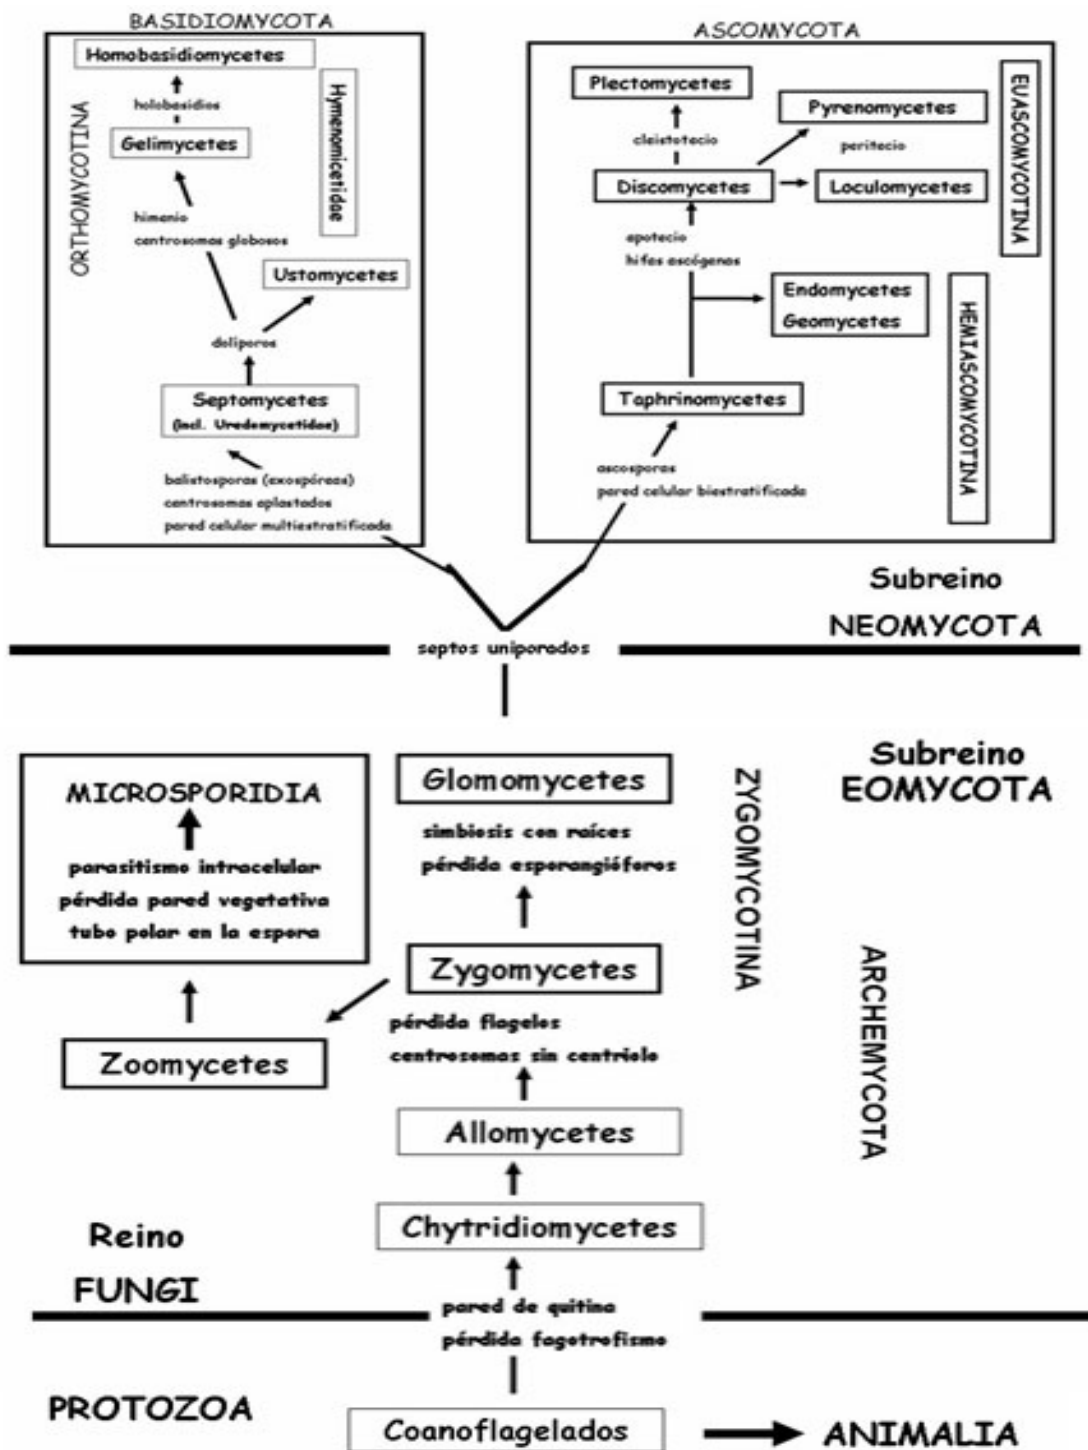 BASIDIOMYCOTA
Homobasidiomycetes
holobasidios
Gelimycetes
Hymenomicetidae
ORTHOMYCOTINA
himenio
centrosomas globosos
Ustomycetes
doliporos
Septomycetes
(incl. Uredomycetidae)
balistosporas (exospóreas)
centrosomas aplastados
pared celular multiestratificada
ASCOMYCOTA
Plectomycetes
Pyrenomycetes
cleistotecio
peritecio
Discomycetes
Loculomycetes
EUASCOMYCOTINA
apotecio
hifas ascógenas
Endomycetes
Geomycetes
HEMIASCOMYCOTINA
Taphrinomycetes
ascosporas
pared celular biestratificada
Subreino
NEOMYCOTA
septos uniporados
Subreino
EOMYCOTA
MICROSPORIDIA
parasitismo intracelular
pérdida pared vegetativa
tubo polar en la espora
Glomomycetes
simbiosis con raíces
pérdida esporangióforos
ZYGOMYCOTINA
Zygomycetes
ARCHEMYCOTA
pérdida flagelos
centrosomas sin centriolo
Zoomycetes
Allomycetes
Chytridiomycetes
Reino
FUNGI
pared de quitina
pérdida fagotrofismo
PROTOZOA
Coanoflagelados
ANIMALIA